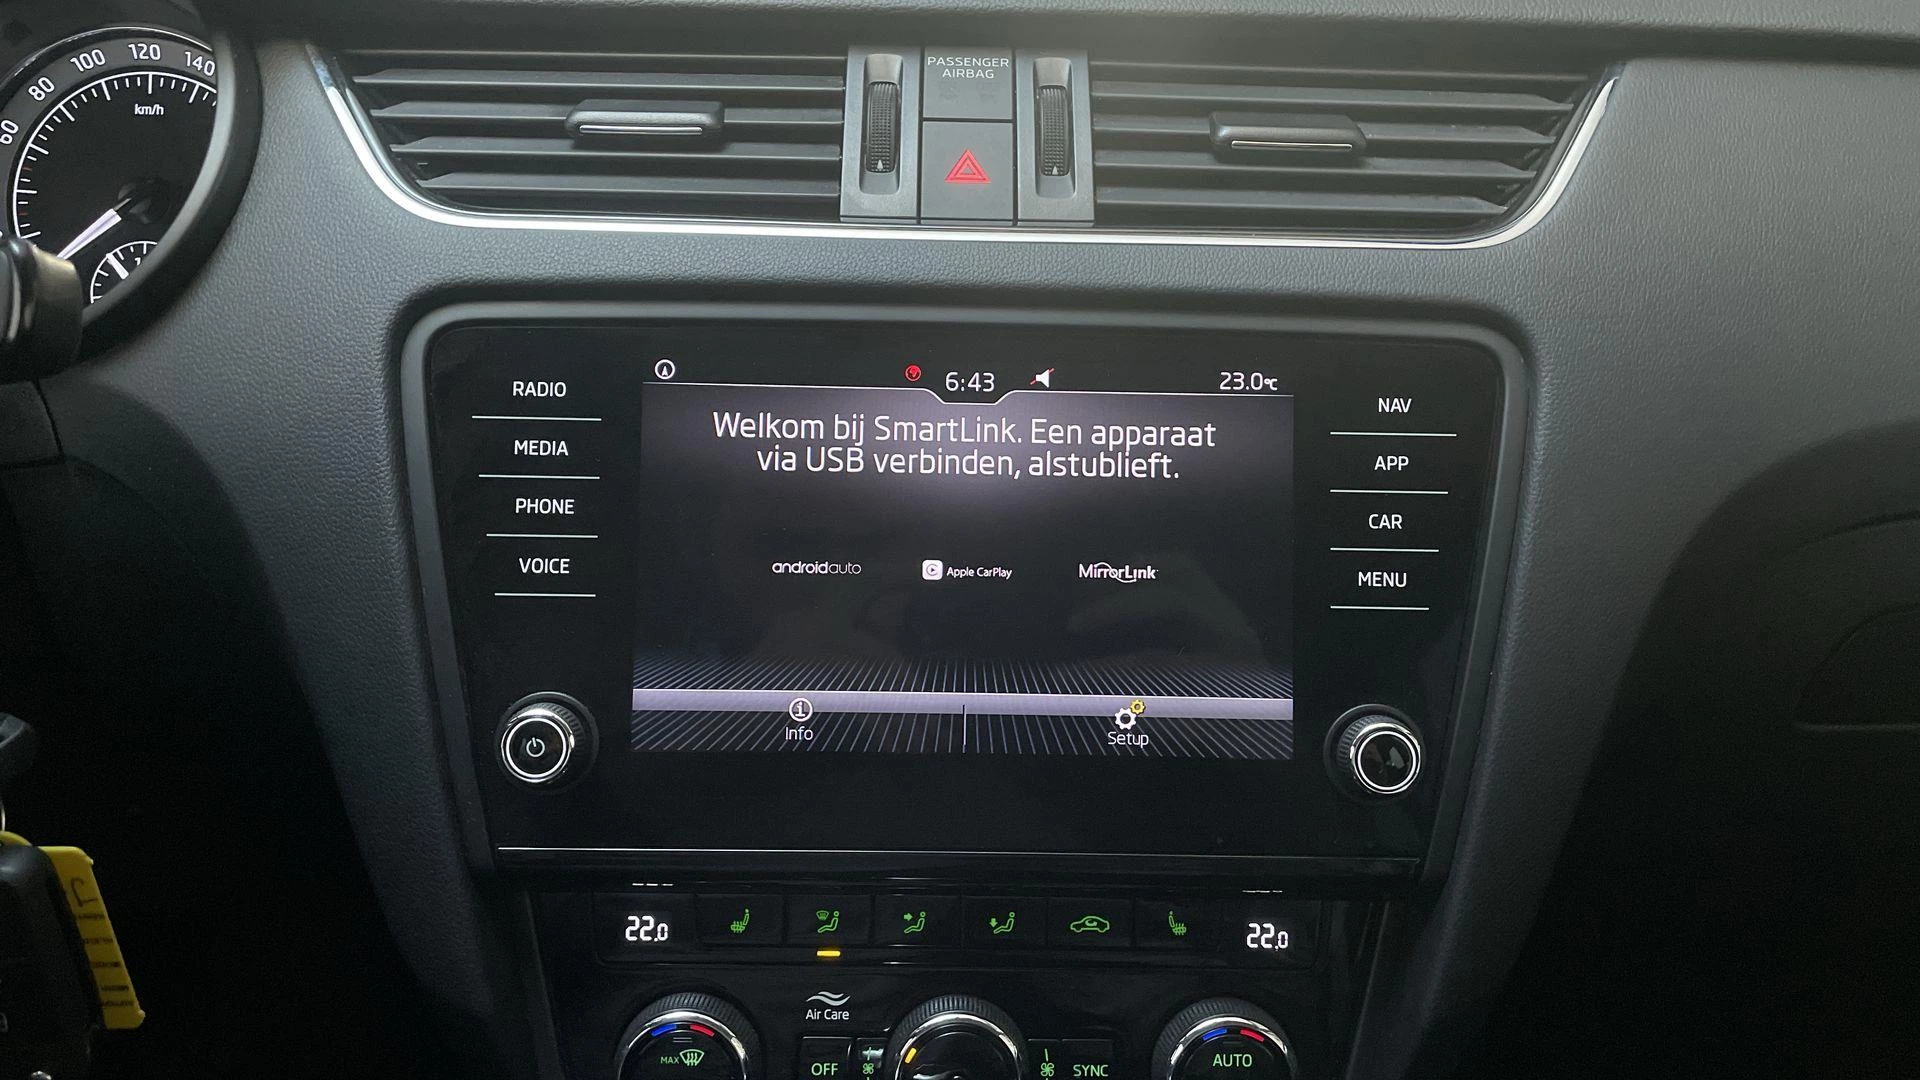 60
80
100
120
140
km/h
PASSENGER
AIRBAG
RADIO
MEDIA
PHONE
VOICE
6:43
23.0°C
Welkom bij SmartLink. Een apparaat
via USB verbinden, alstublieft.
androidauto
Apple CarPlay
MirrorLink
Info
Setup
NAV
APP
CAR
MENU
22.0
22.0
Air Care
MAX
OFF
SYNC
AUTO